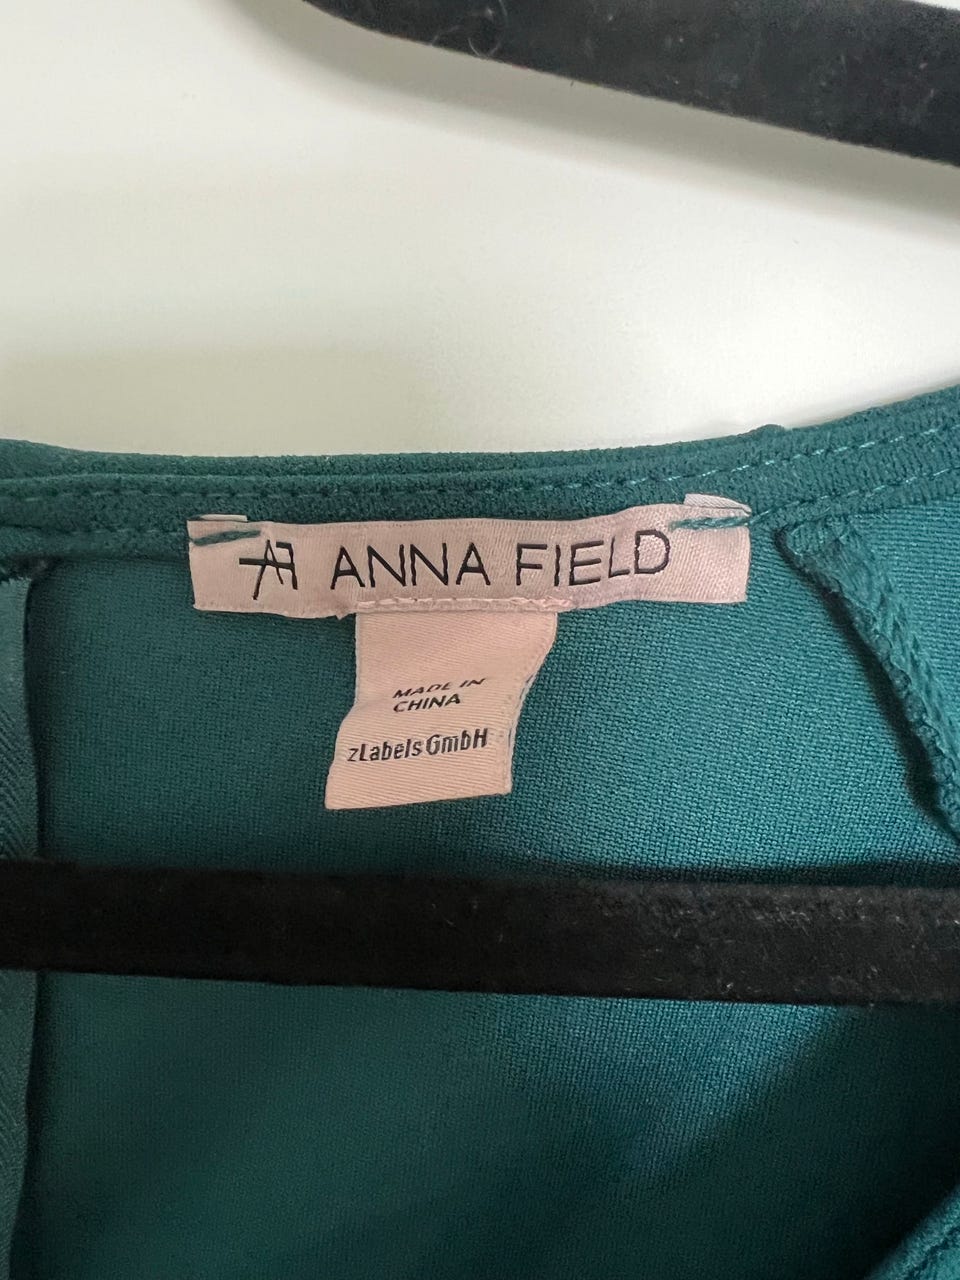 AF ANNA FIELD
MADE IN
CHINA
zLabels GmbH